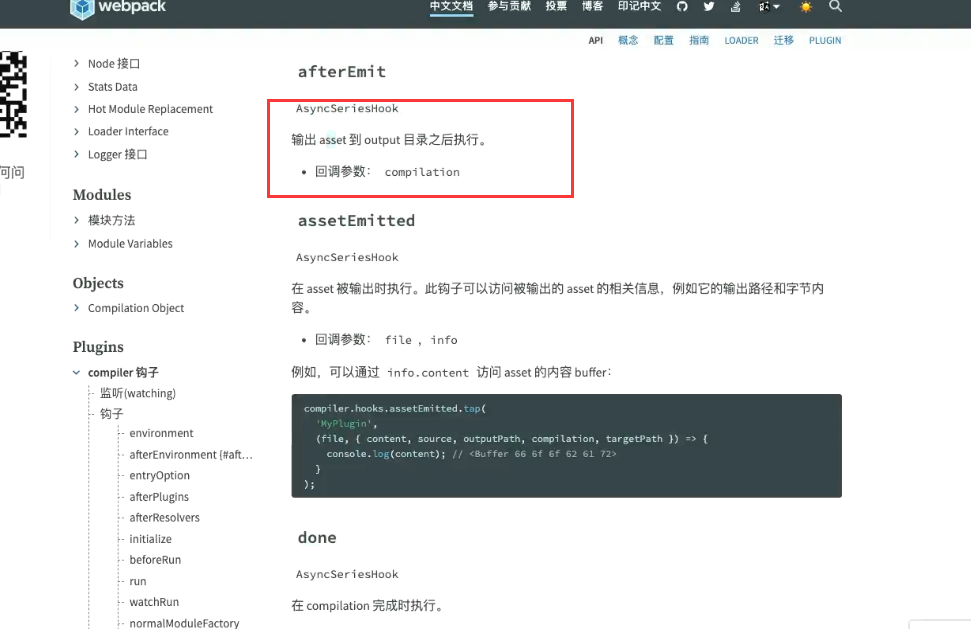 webpack
中文文档 参与贡献 投票 博客 印记中文
API 概念 配置 指南 LOADER 迁移 PLUGIN
何问
Node 接口
Stats Data
Hot Module Replacement
Loader Interface
Logger 接口
Modules
模块方法
Module Variables
Objects
Compilation Object
Plugins
compiler 钩子
监听(watching)
钩子
environment
afterEnvironment {#aft...
entryOption
afterPlugins
afterResolvers
initialize
beforeRun
run
watchRun
normalModuleFactory
afterEmit
AsyncSeriesHook
输出 asset 到 output 目录之后执行。
• 回调参数： compilation
assetEmitted
AsyncSeriesHook
在 asset 被输出时执行。此钩子可以访问被输出的 asset 的相关信息，例如它的输出路径和字节内
容。
• 回调参数： file , info
例如，可以通过 info.content 访问 asset 的内容 buffer：
compiler.hooks.assetEmitted.tap(
'MyPlugin',
(file, { content, source, outputPath, compilation, targetPath }) => {
console.log(content); // <Buffer 66 6f 6f 62 61 72>
}
);
done
AsyncSeriesHook
在 compilation 完成时执行。